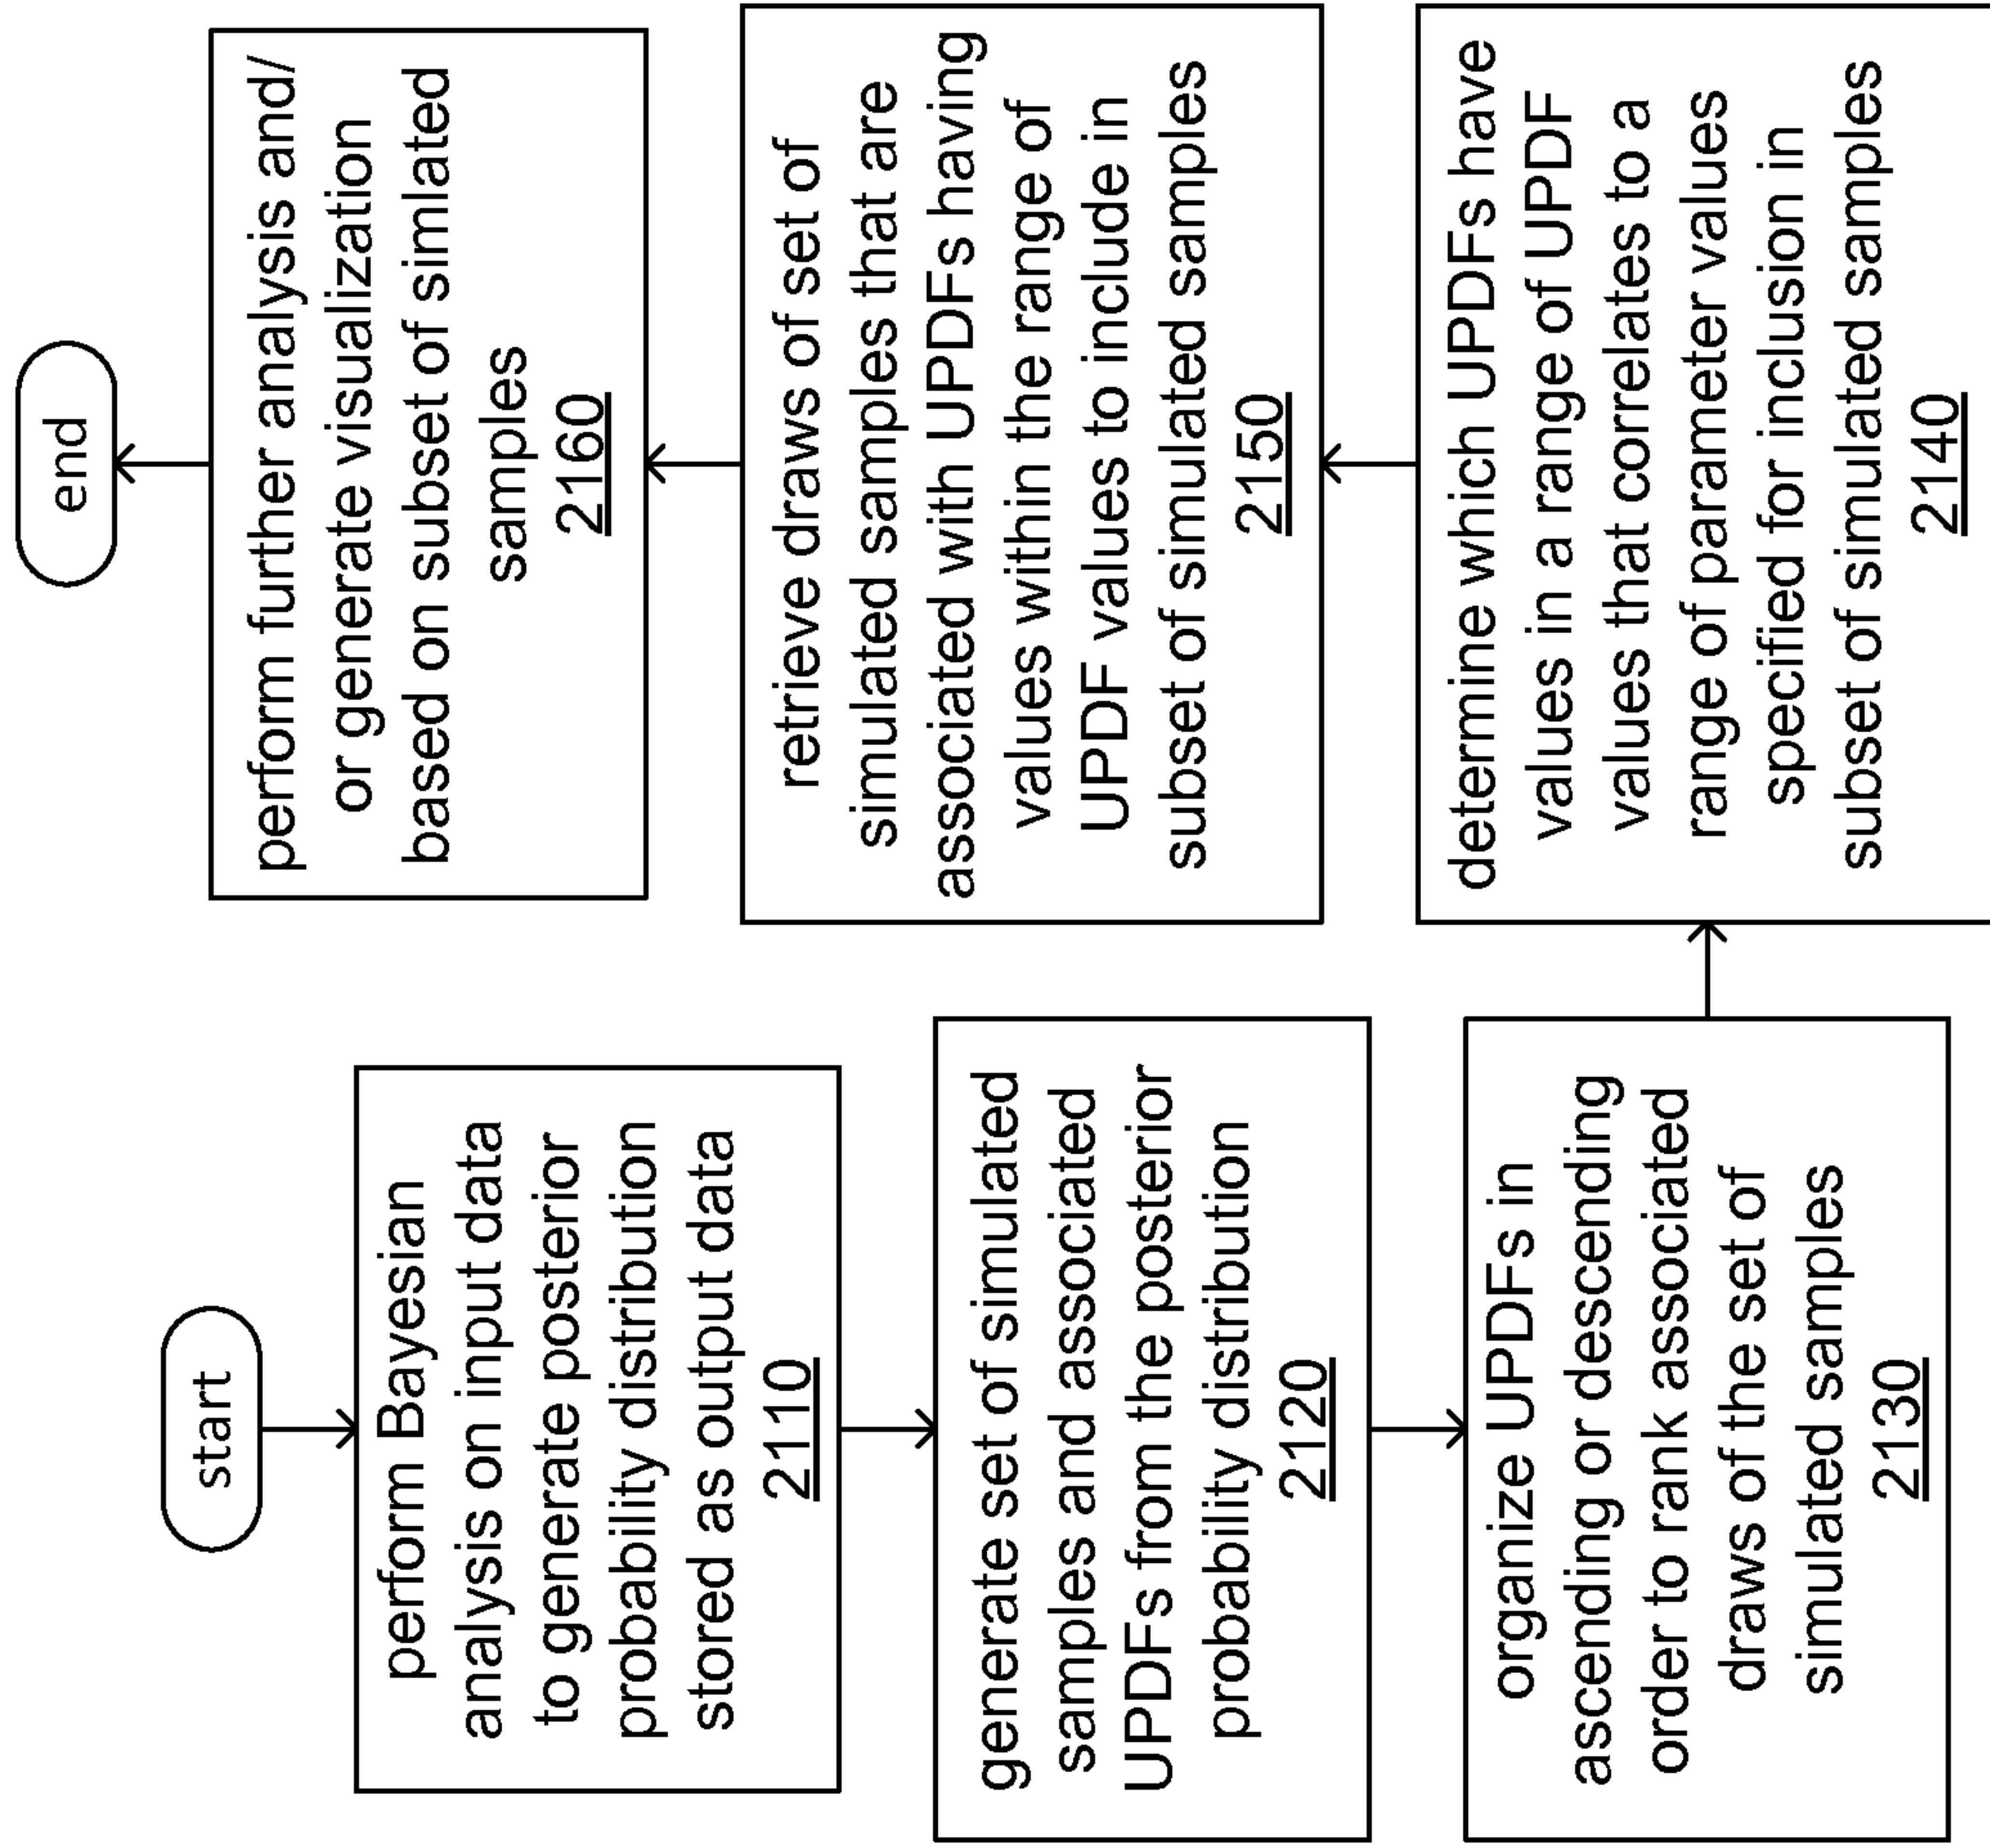 start
perform Bayesian
analysis on input data
to generate posterior
probability distribution
stored as output data
2110
generate set of simulated
samples and associated
UPDFs from the posterior
probability distribution
2120
organize UPDFs in
ascending or descending
order to rank associated
draws of the set of
simulated samples
2130
determine which UPDFs have
values in a range of UPDF
values that correlates to a
range of parameter values
specified for inclusion in
subset of simulated samples
2140
retrieve draws of set of
simulated samples that are
associated with UPDFs having
values within the range of
UPDF values to include in
subset of simulated samples
2150
perform further analysis and/
or generate visualization
based on subset of simlated
samples
2160
end